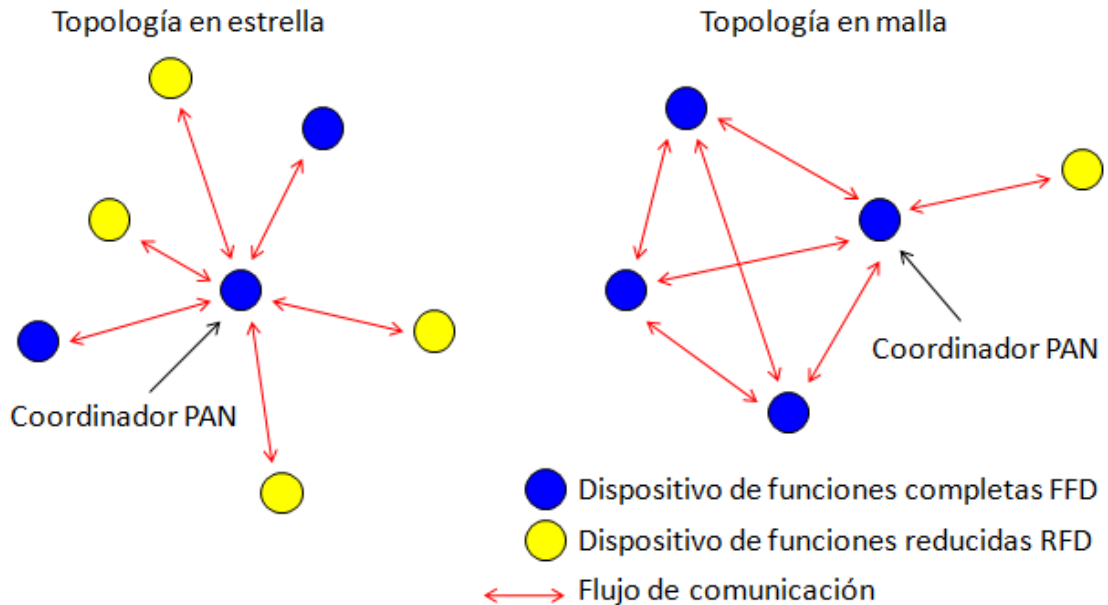 Topología en estrella
Topología en malla
Coordinador PAN
Coordinador PAN
Dispositivo de funciones completas FFD
Dispositivo de funciones reducidas RFD
Flujo de comunicación